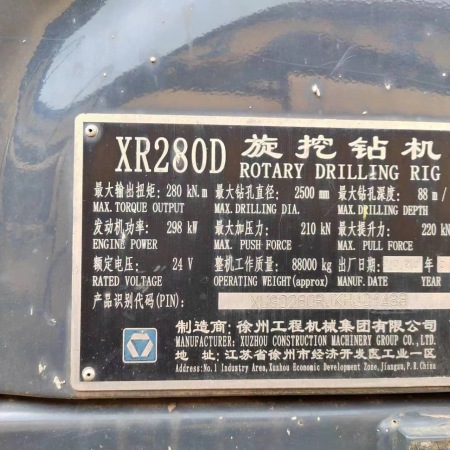 XR280D 旋挖钻机
ROTARY DRILLING RIG
最大输出扭矩: 280 kN.m 最大钻孔直径: 2500 mm 最大钻孔深度: 88 m /
MAX. TORQUE OUTPUT MAX. DRILLING DIA. MAX. DRILLING DEPTH
发动机功率: 298 kW 最大加压力: 210 kN 最大提升力: 220 kN
ENGINE POWER MAX. PUSH FORCE MAX. PULL FORCE
额定电压: 24 V 整机工作质量: 88000 kg 出厂日期 年
RATED VOLTAGE OPERATING WEIGHT (approx) MANUF. DATE YEAR
产品识别代码(PIN):
制造商: 徐州工程机械集团有限公司
MANUFACTURER: XUZHOU CONSTRUCTION MACHINERY GROUP CO., LTD.
地 址: 江苏省徐州市经济开发区工业一区
Address: No.1 Industry Area, Xuzhou Economic Development Zone, Jiangsu, P. R. China